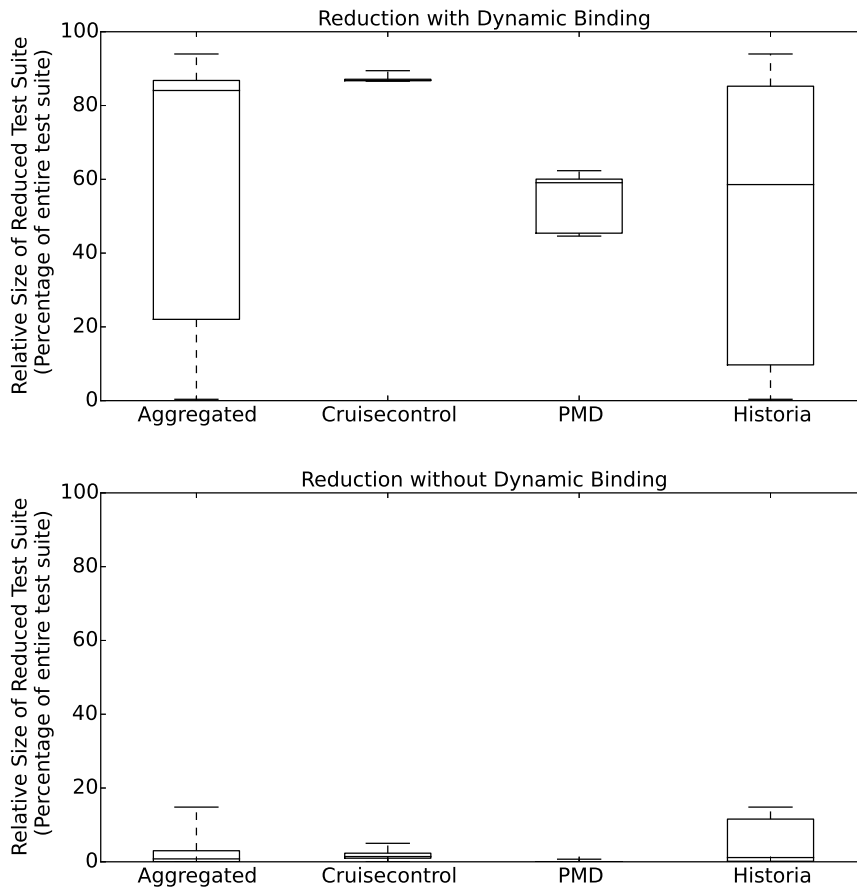 Reduction with Dynamic Binding
Relative Size of Reduced Test Suite
(Percentage of entire test suite)
100
80
60
40
20
0
Aggregated
Cruisecontrol
PMD
Historia
Reduction without Dynamic Binding
Relative Size of Reduced Test Suite
(Percentage of entire test suite)
100
80
60
40
20
0
Aggregated
Cruisecontrol
PMD
Historia